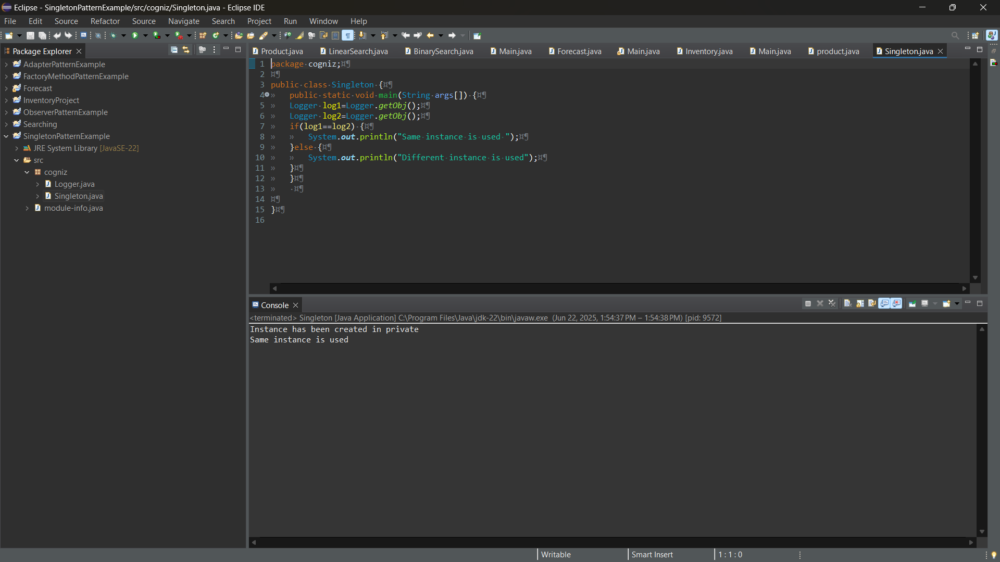 Eclipse - SingletonPatternExample/src/cogniz/Singleton.java - Eclipse IDE
File Edit Source Refactor Source Navigate Search Project Run Window Help
Package Explorer
AdapterPatternExample
FactoryMethodPatternExample
Forecast
InventoryProject
ObserverPatternExample
Searching
SingletonPatternExample
JRE System Library [JavaSE-22]
src
cogniz
Logger.java
Singleton.java
module-info.java
Product.java LinearSearch.java BinarySearch.java Main.java Forecast.java Main.java Inventory.java Main.java product.java Singleton.java
1 package·cogniz;¤¶
2 ¤¶
3 public·class·Singleton·{¤¶
4 » public·static·void·main(String·args[])·{¤¶
5 » Logger·log1=Logger.getObj();¤¶
6 » Logger·log2=Logger.getObj();¤¶
7 » if(log1==log2)·{¤¶
8 » » System.out.println("Same·instance·is·used·");¤¶
9 » }else·{¤¶
10 » » System.out.println("Different·instance·is·used");¤¶
11 » }¤¶
12 » }¤¶
13 » ·¤¶
14 ¤¶
15 }¤¶
16
Console
<terminated> Singleton [Java Application] C:\Program Files\Java\jdk-22\bin\javaw.exe (Jun 22, 2025, 1:54:37 PM – 1:54:38 PM) [pid: 9572]
Instance has been created in private
Same instance is used
Writable Smart Insert 1 : 1 : 0